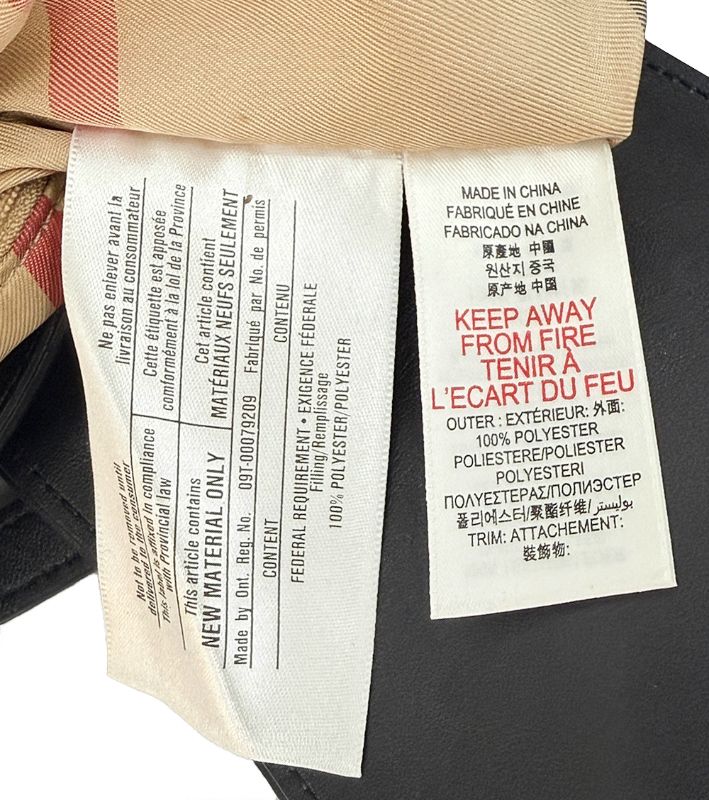 Ne pas enlever avant la
livraison au consommateur
Cette étiquette est apposée
comformément à la loi de la Province
Cet article contient
MATÉRIAUX NEUFS SEULEMENT
Fabriqué par No. de permis
CONTENU
Not to be removed until
delivered to the consumer
This label is affixed in compliance
with Provincial law
This article contains
NEW MATERIAL ONLY
Made by Ont. Reg. No. 09T-00079209
CONTENT
FEDERAL REQUIREMENT • EXIGENCE FÉDERALE
Filling/Remplissage
100% POLYESTER/POLYESTER
MADE IN CHINA
FABRIQUÉ EN CHINE
FABRICADO NA CHINA
原產地 中國
원산지 중국
原产地 中国
KEEP AWAY
FROM FIRE
TENIR À
L'ECART DU FEU
OUTER : EXTÉRIEUR: 外面:
100% POLYESTER
POLIESTERE/POLIESTER
POLYESTERI
ΠΟΛΥΕΣΤΕΡΑΣ/ПОЛИЭСТЕР
폴리에스터/聚酯纤维/بوليستر
TRIM: ATTACHEMENT:
裝飾物: